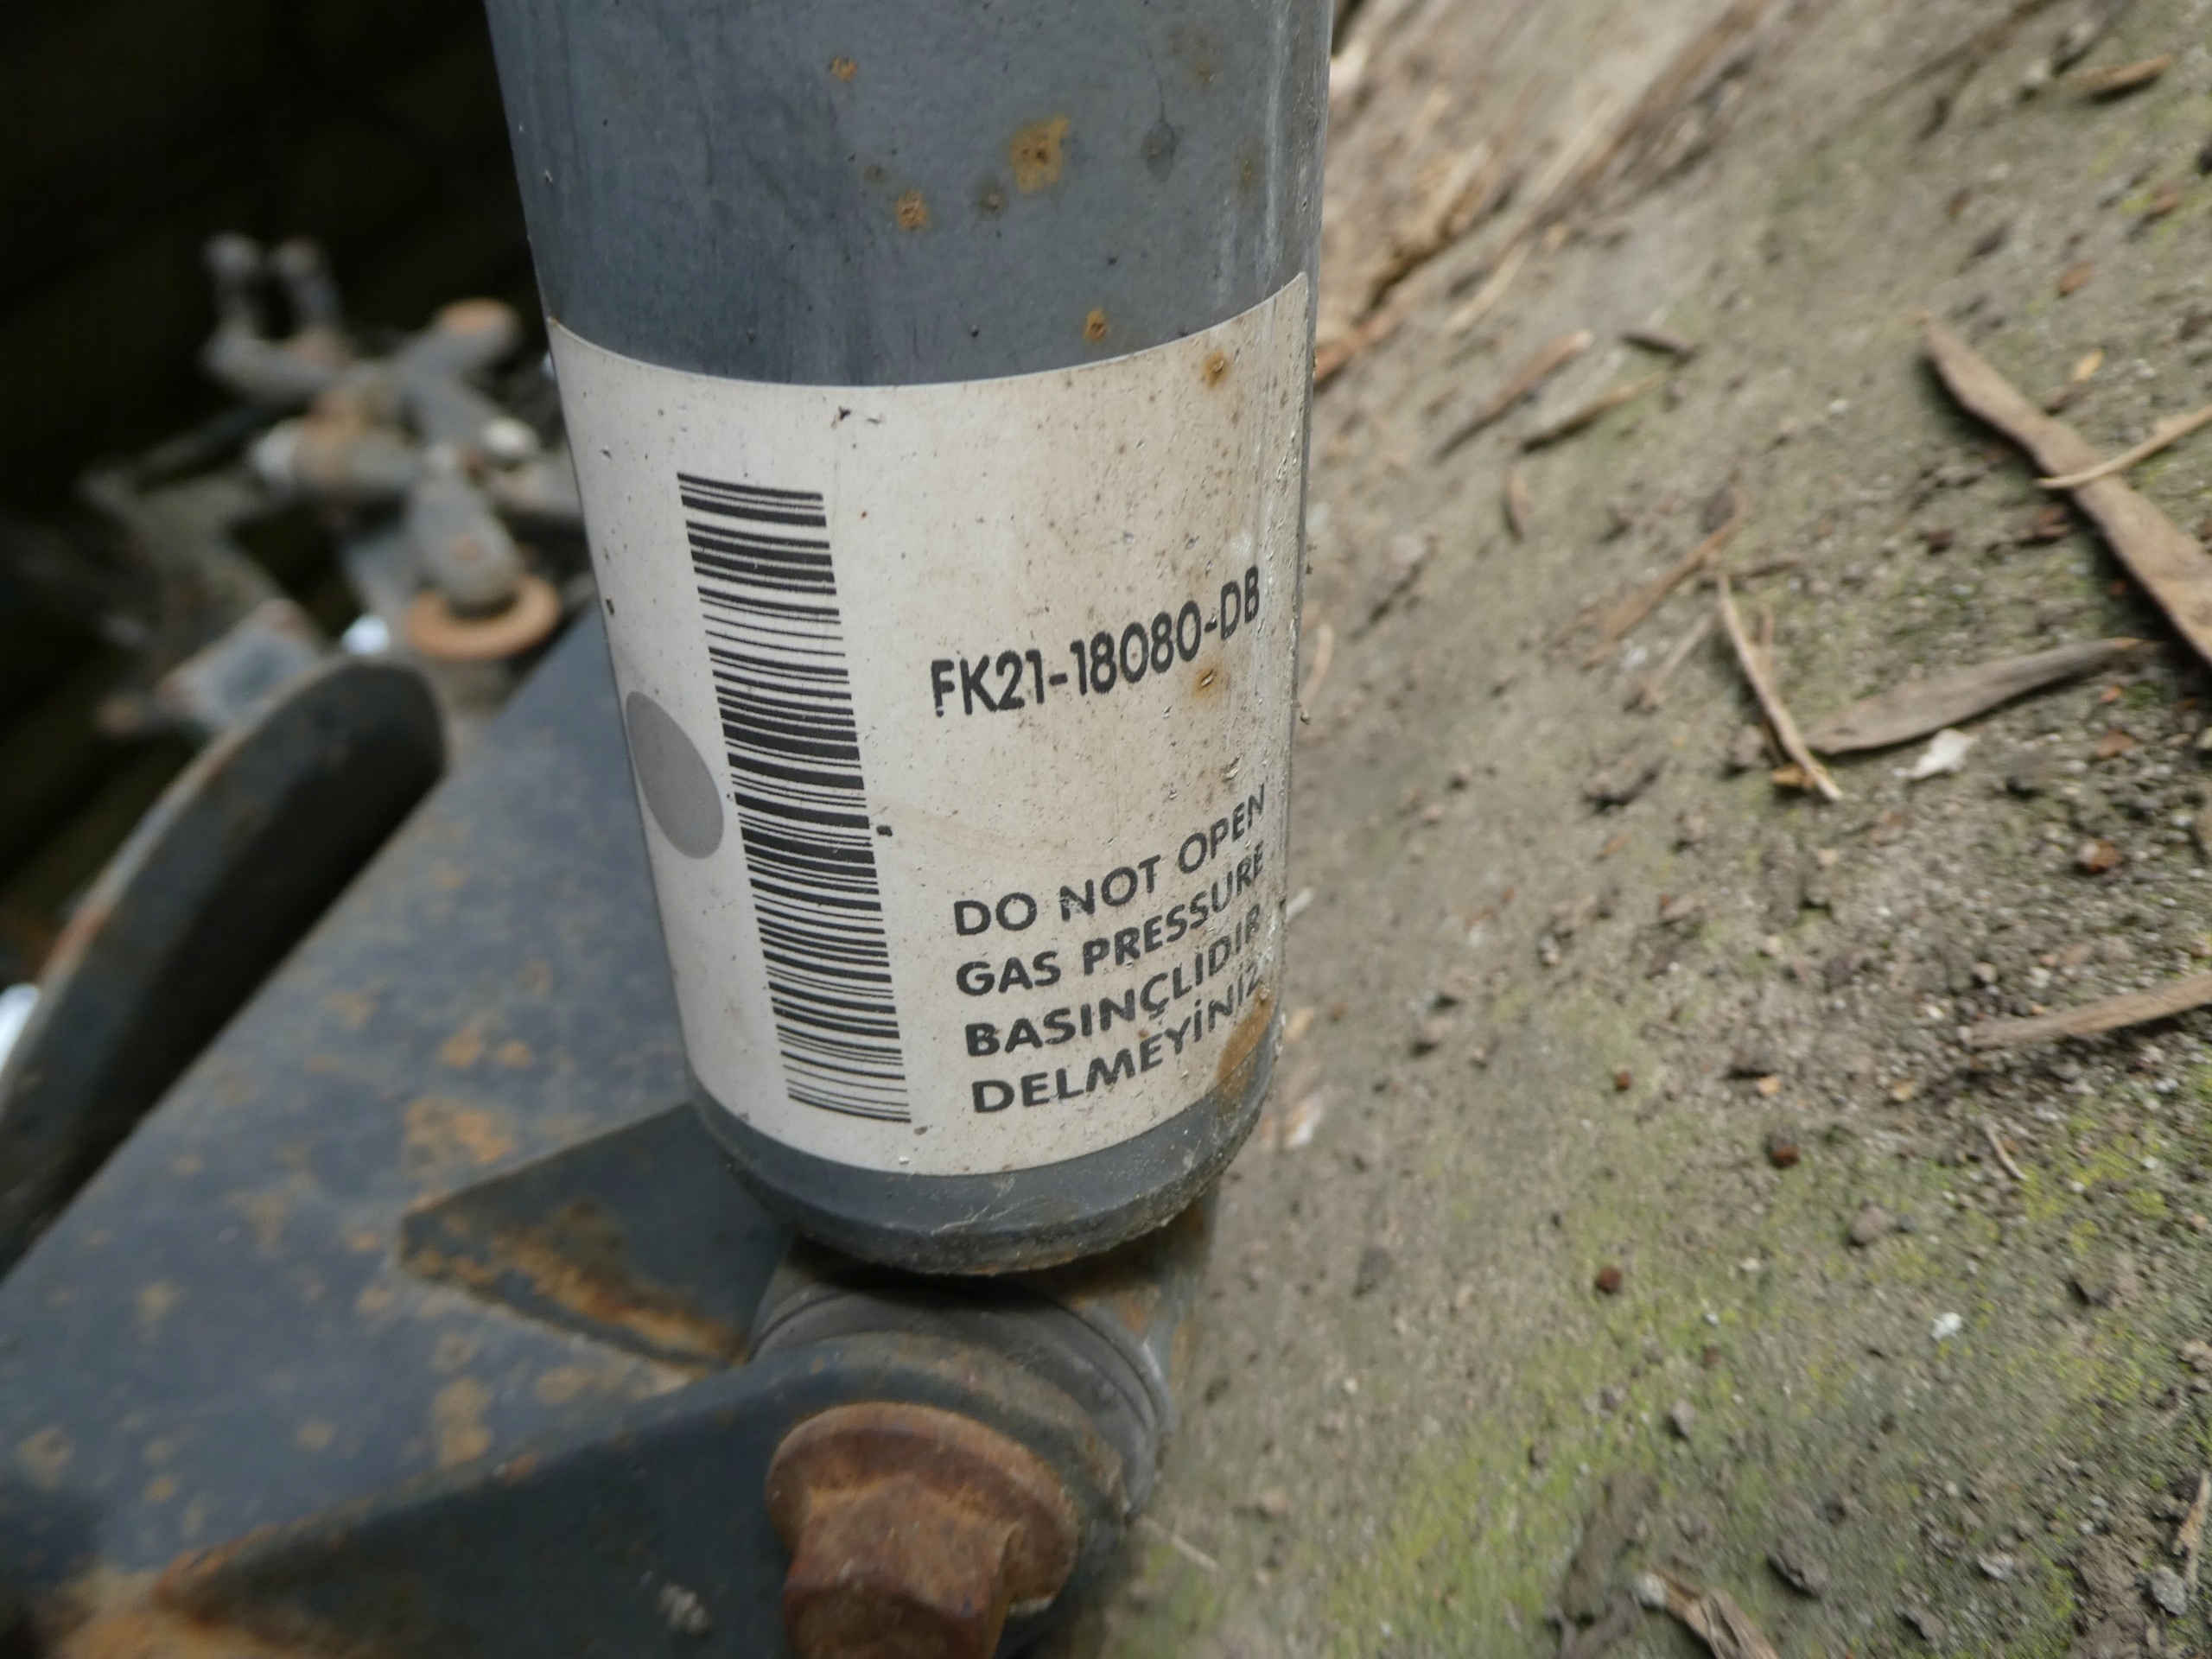 FK21-18080-DB
DO NOT OPEN
GAS PRESSURE
BASINÇLIDIR
DELMEYİNİZ